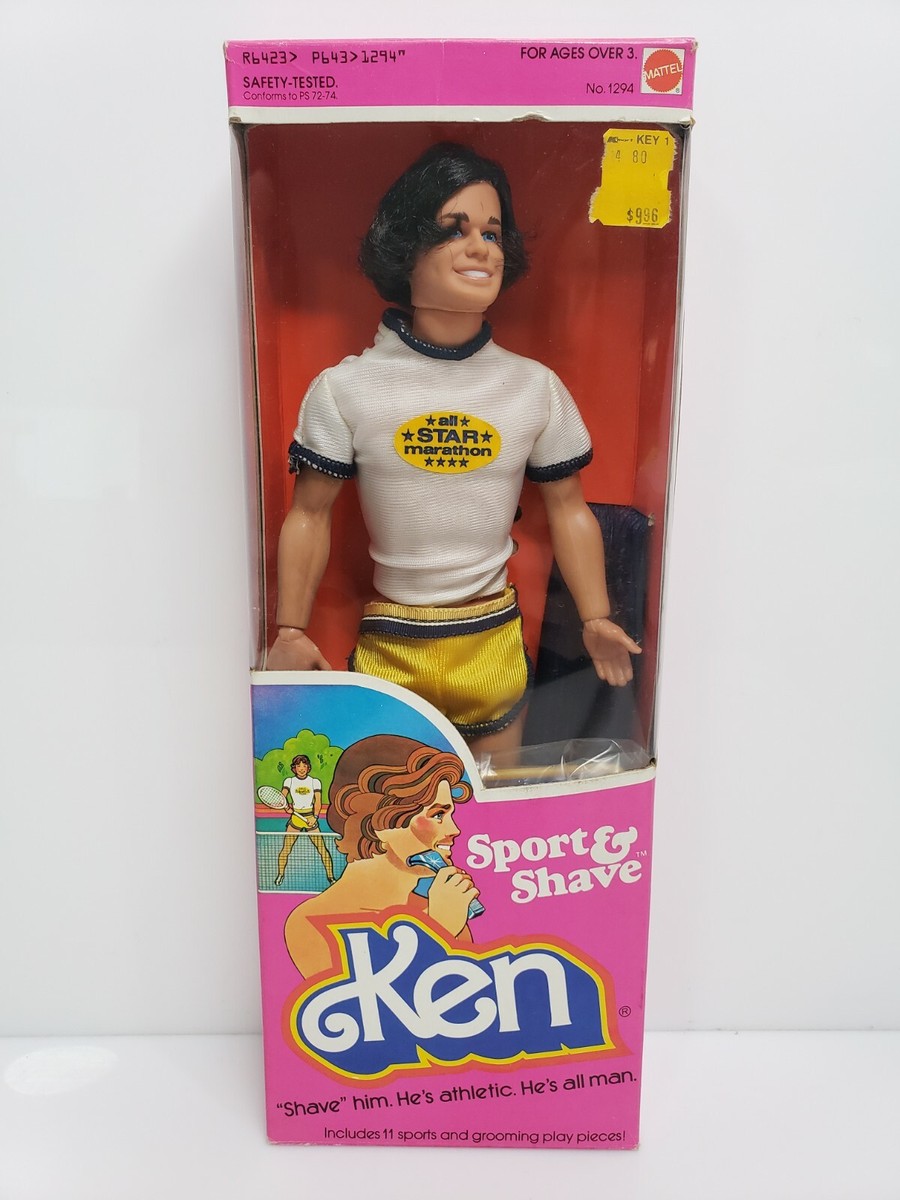 R6423> P643>1294"
FOR AGES OVER 3.
MATTEL
®
SAFETY-TESTED.
Conforms to PS 72-74.
No. 1294
KEY 1
4 80
$996
★ all ★
★ STAR ★
marathon
★★★★
Sport &
Shave™
Ken®
"Shave" him. He's athletic. He's all man.
Includes 11 sports and grooming play pieces!